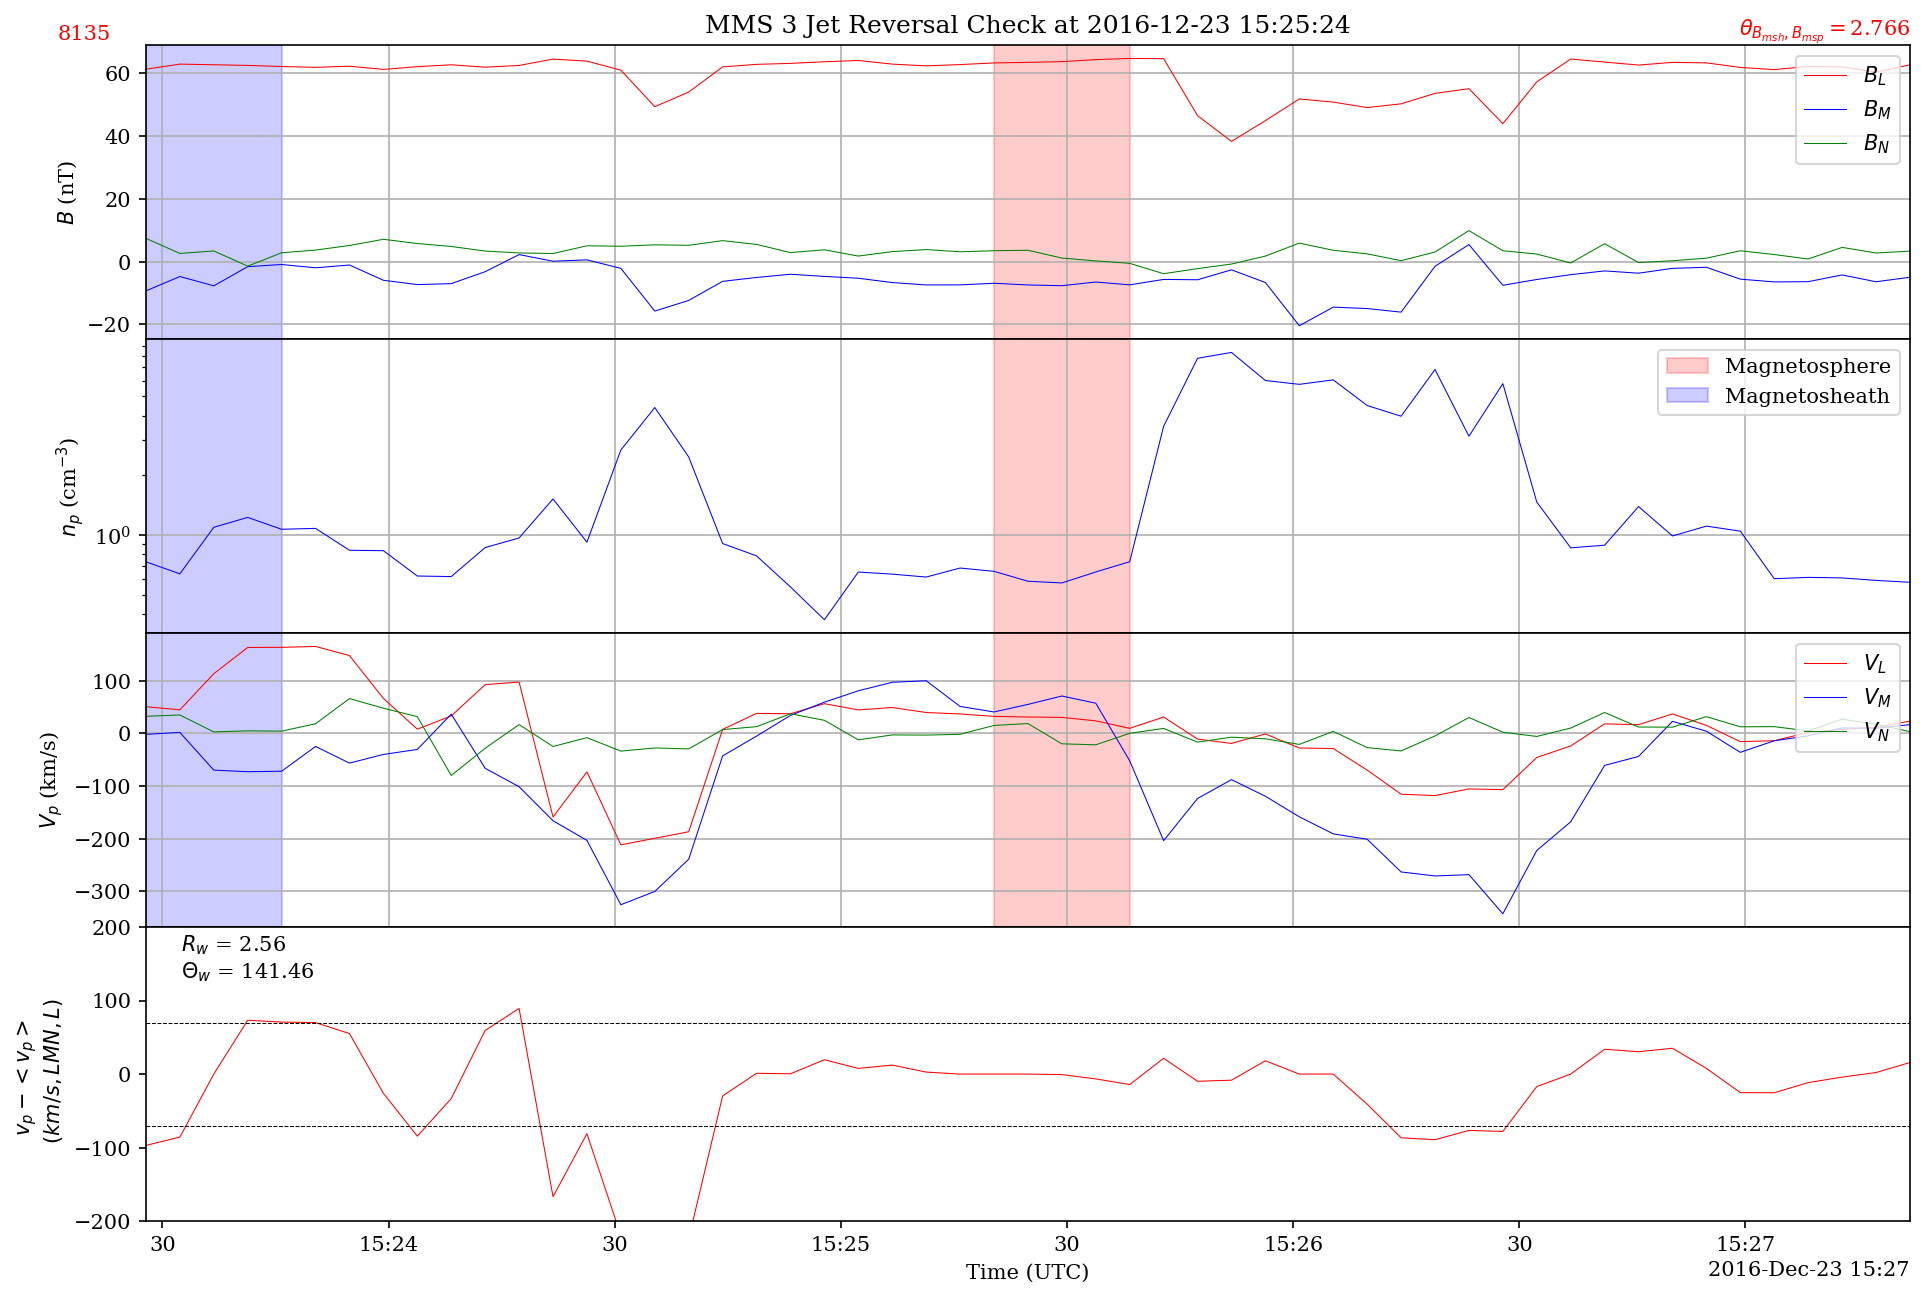 8135
MMS 3 Jet Reversal Check at 2016-12-23 15:25:24
θ_{B_{msh}, B_{msp}} = 2.766
60
40
20
0
−20
B (nT)
B_L
B_M
B_N
10^0
n_p (cm^{−3})
Magnetosphere
Magnetosheath
100
0
−100
−200
−300
V_p (km/s)
V_L
V_M
V_N
200
100
0
−100
−200
v_p − < v_p >
(km/s, LMN, L)
R_w = 2.56
Θ_w = 141.46
30 15:24 30 15:25 30 15:26 30 15:27
Time (UTC)
2016-Dec-23 15:27